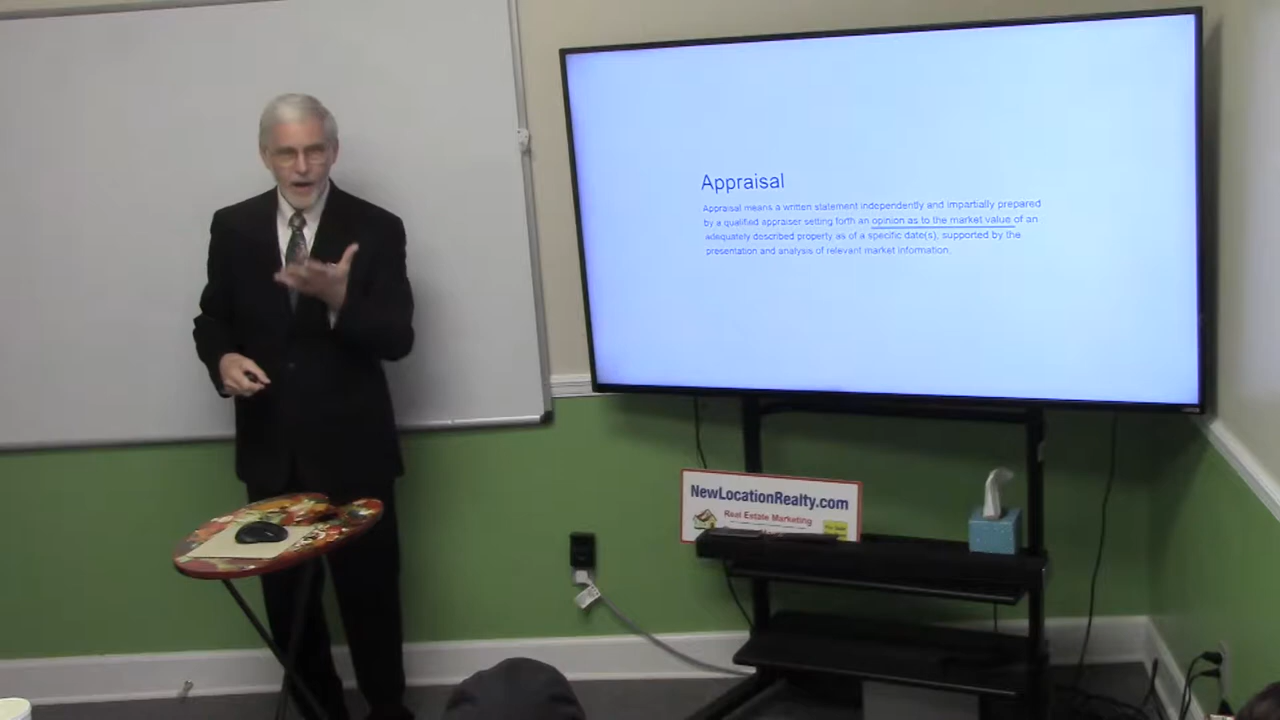 Appraisal
Appraisal means a written statement independently and impartially prepared
by a qualified appraiser setting forth an opinion as to the market value of an
adequately described property as of a specific date(s), supported by the
presentation and analysis of relevant market information.
NewLocationRealty.com
Real Estate Marketing
For Sale